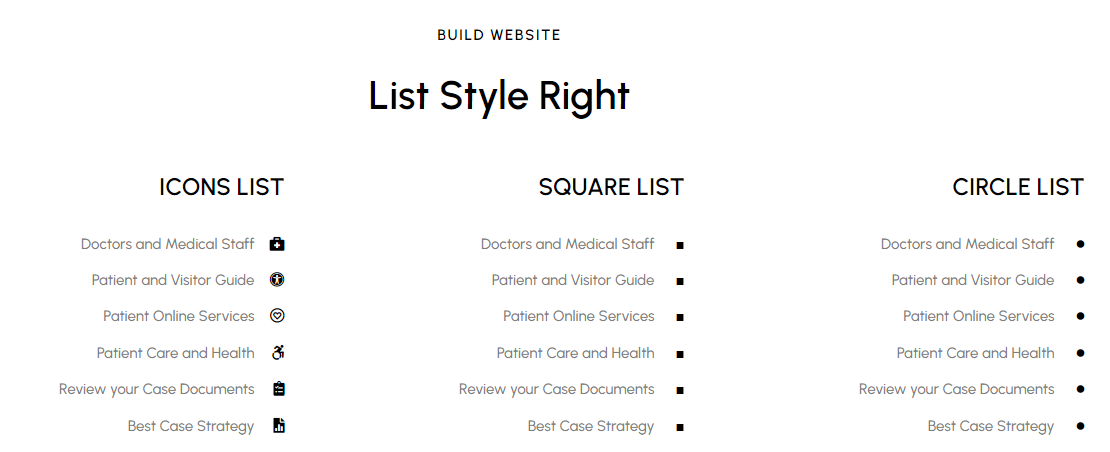 BUILD WEBSITE
List Style Right
ICONS LIST
Doctors and Medical Staff
Patient and Visitor Guide
Patient Online Services
Patient Care and Health
Review your Case Documents
Best Case Strategy
SQUARE LIST
Doctors and Medical Staff
Patient and Visitor Guide
Patient Online Services
Patient Care and Health
Review your Case Documents
Best Case Strategy
CIRCLE LIST
Doctors and Medical Staff
Patient and Visitor Guide
Patient Online Services
Patient Care and Health
Review your Case Documents
Best Case Strategy